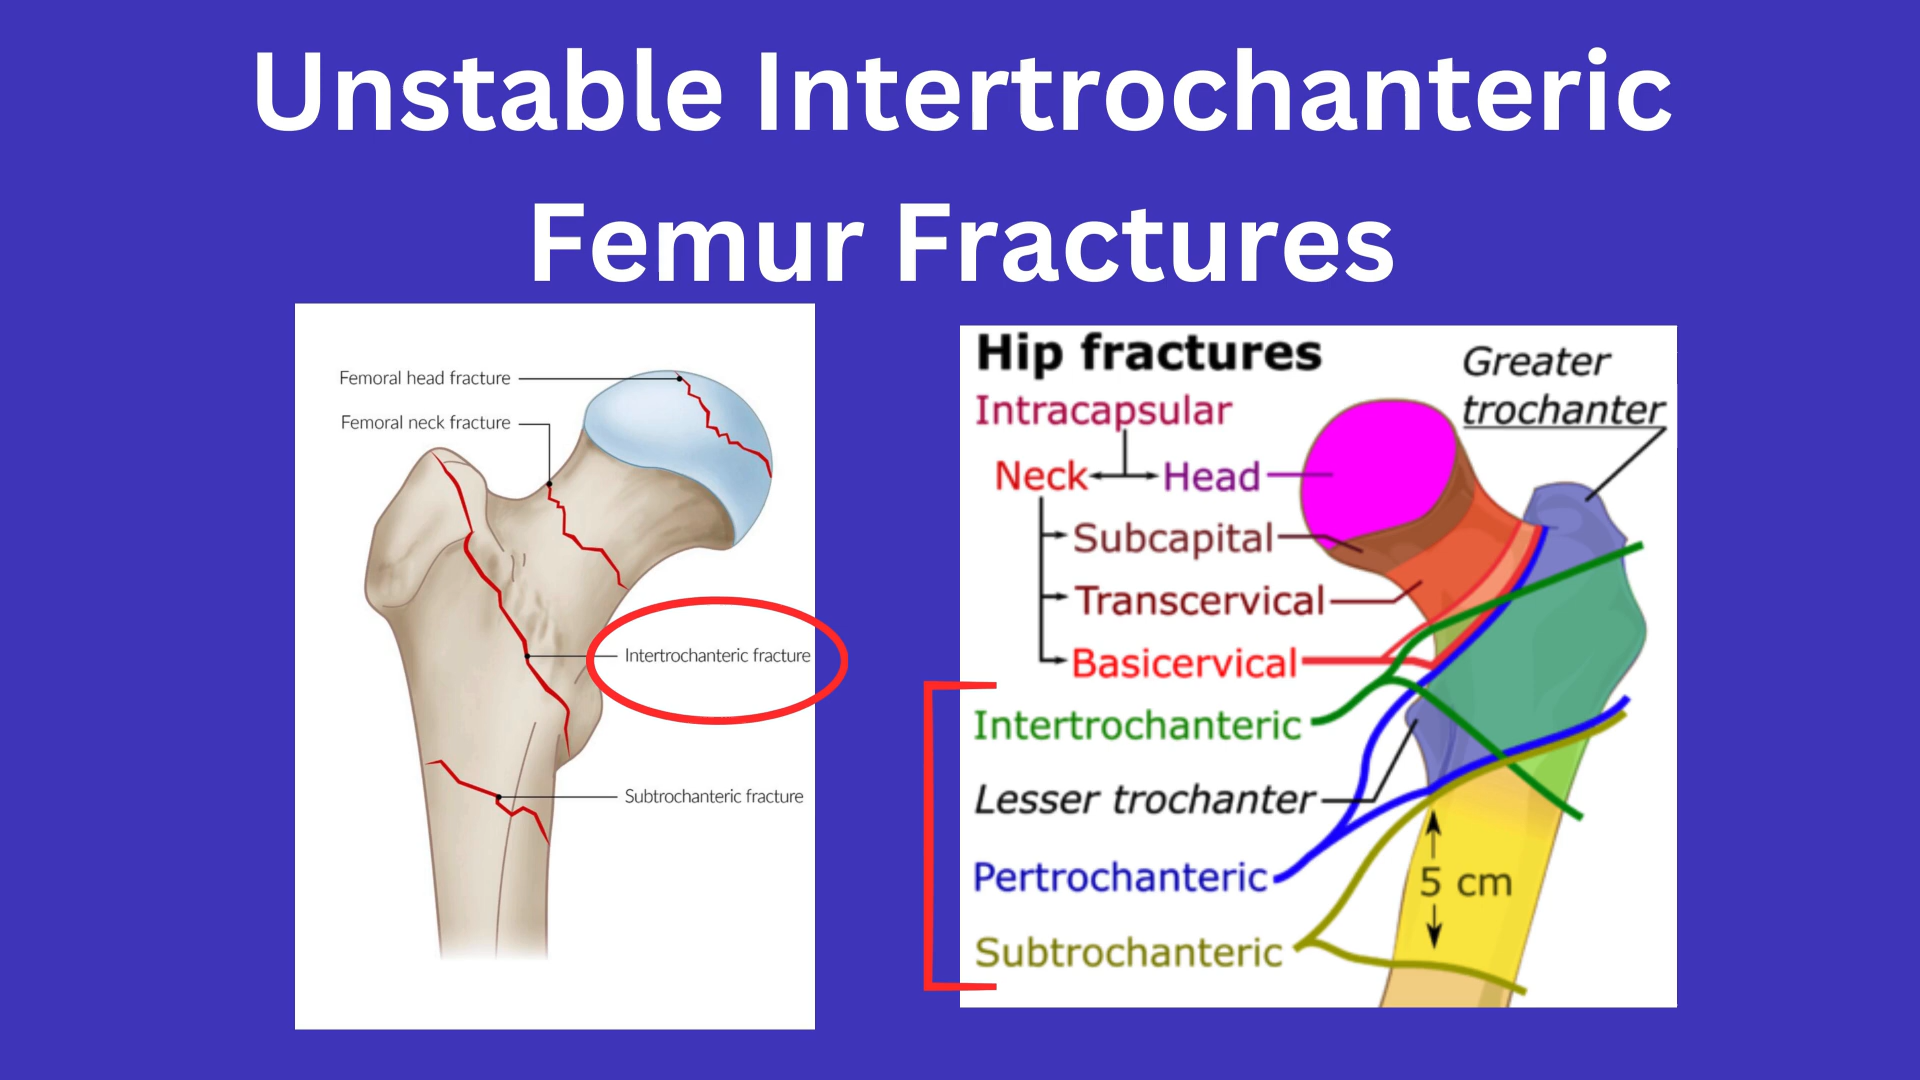 Unstable Intertrochanteric
Femur Fractures
Femoral head fracture
Femoral neck fracture
Intertrochanteric fracture
Subtrochanteric fracture
Hip fractures
Greater
trochanter
Intracapsular
Neck Head
Subcapital
Transcervical
Basicervical
Intertrochanteric
Lesser trochanter
Pertrochanteric
5 cm
Subtrochanteric